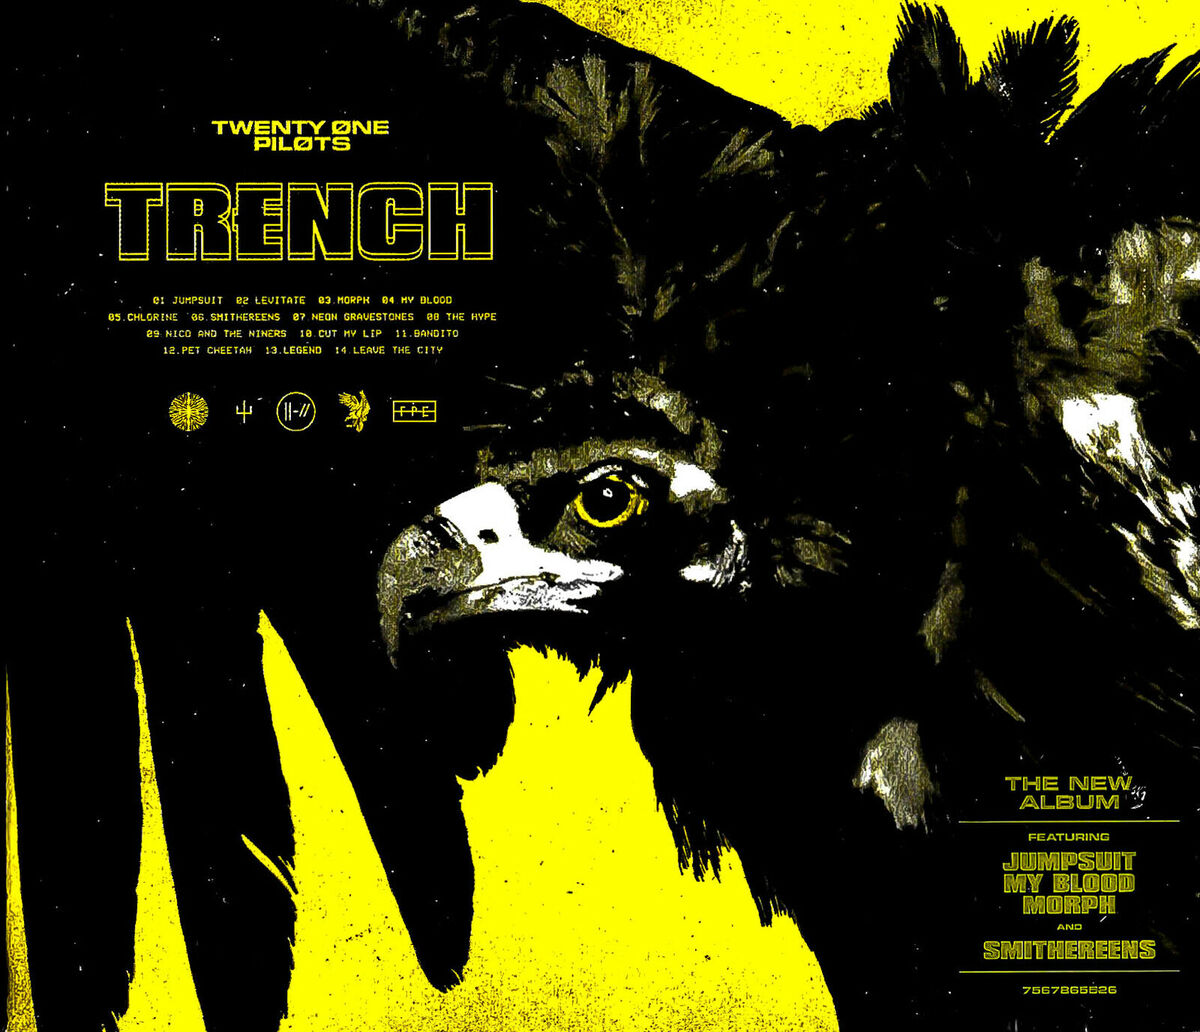 TWENTY ØNE
PILØTS
TRENCH
01 JUMPSUIT 02 LEVITATE 03.MORPH 04 MY BLOOD
05.CHLORINE 06.SMITHEREENS 07 NEON GRAVESTONES 08 THE HYPE
09.NICO AND THE NINERS 10.CUT MY LIP 11.BANDITO
12.PET CHEETAH 13.LEGEND 14 LEAVE THE CITY
||-//
FPE
THE NEW
ALBUM
FEATURING
JUMPSUIT
MY BLOOD
MORPH
AND
SMITHEREENS
7567865526